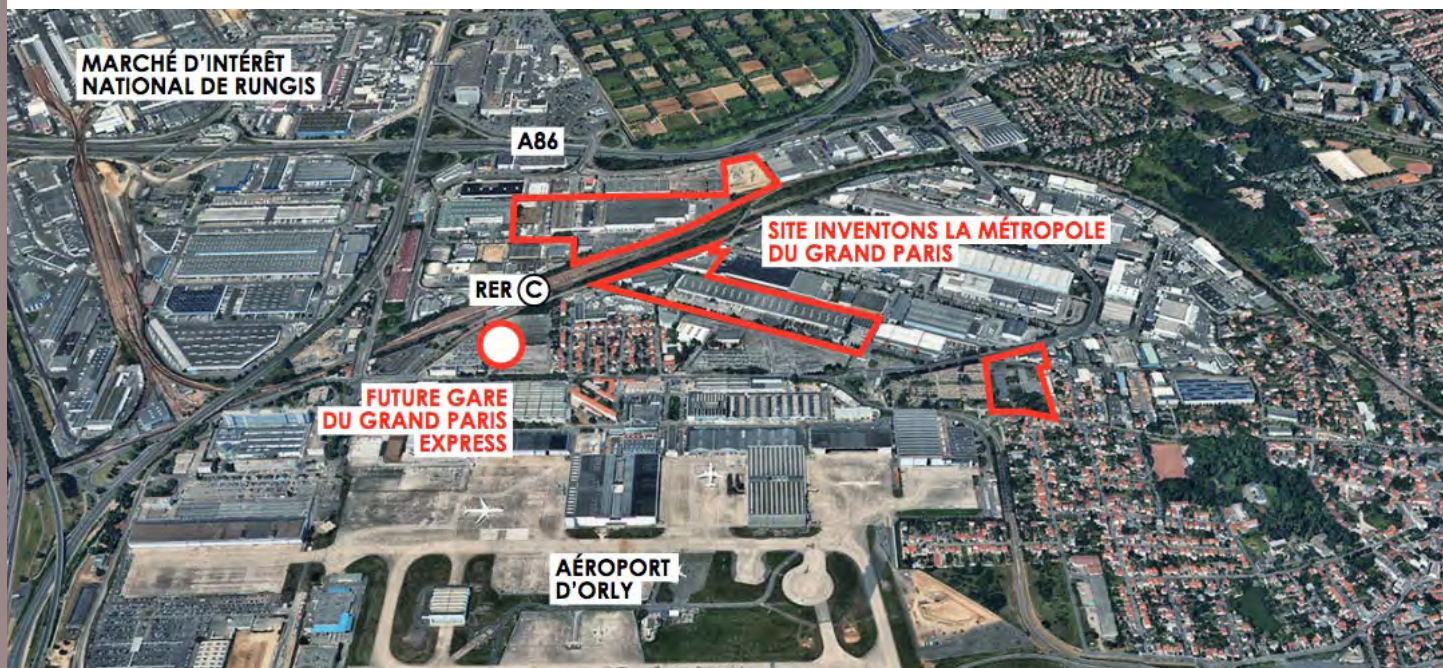 MARCHÉ D'INTÉRÊT
NATIONAL DE RUNGIS
A86
SITE INVENTONS LA MÉTROPOLE
DU GRAND PARIS
RER C
FUTURE GARE
DU GRAND PARIS
EXPRESS
AÉROPORT
D'ORLY